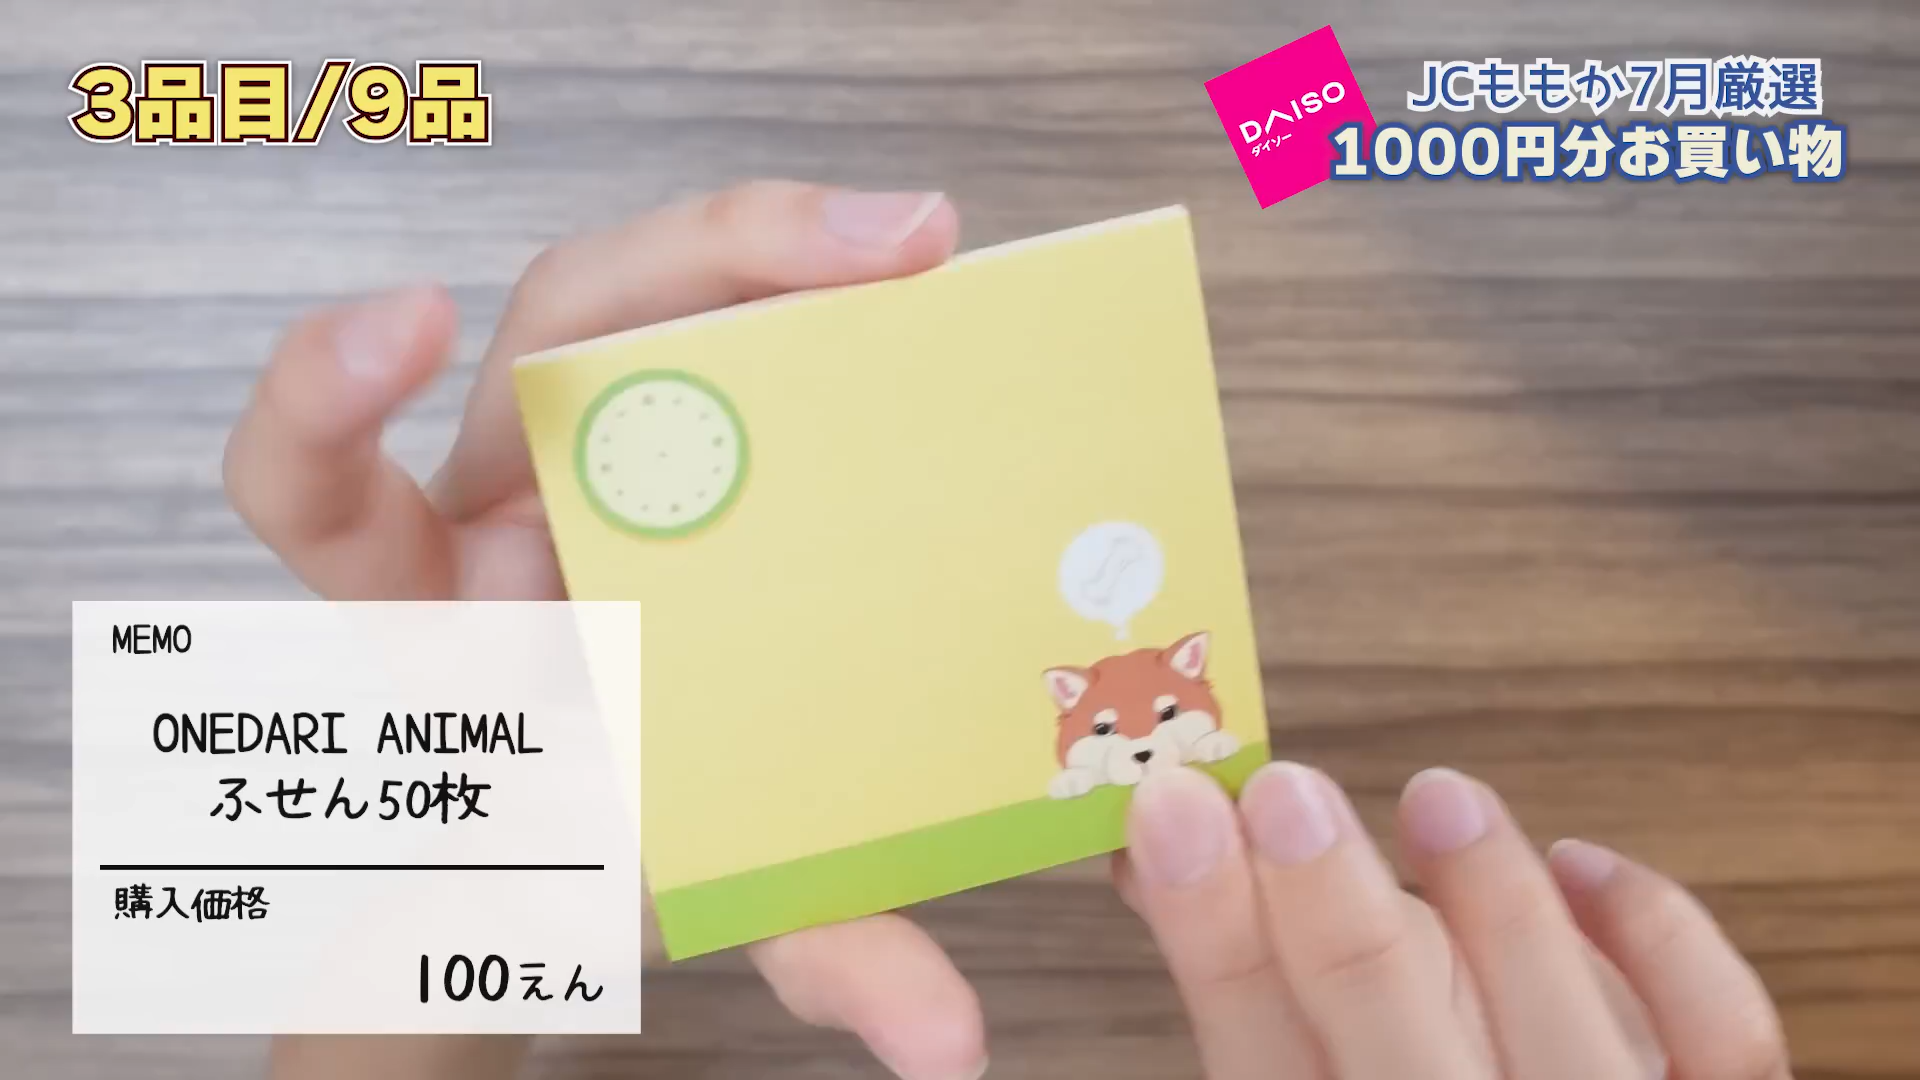 3品目/9品
DAISO
ダイソー
JCももか7月厳選
1000円分お買い物
MEMO
ONEDARI ANIMAL
ふせん50枚
購入価格
100えん